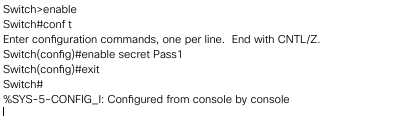 Switch>enable
Switch#conf t
Enter configuration commands, one per line.  End with CNTL/Z.
Switch(config)#enable secret Pass1
Switch(config)#exit
Switch#
%SYS-5-CONFIG_I: Configured from console by console